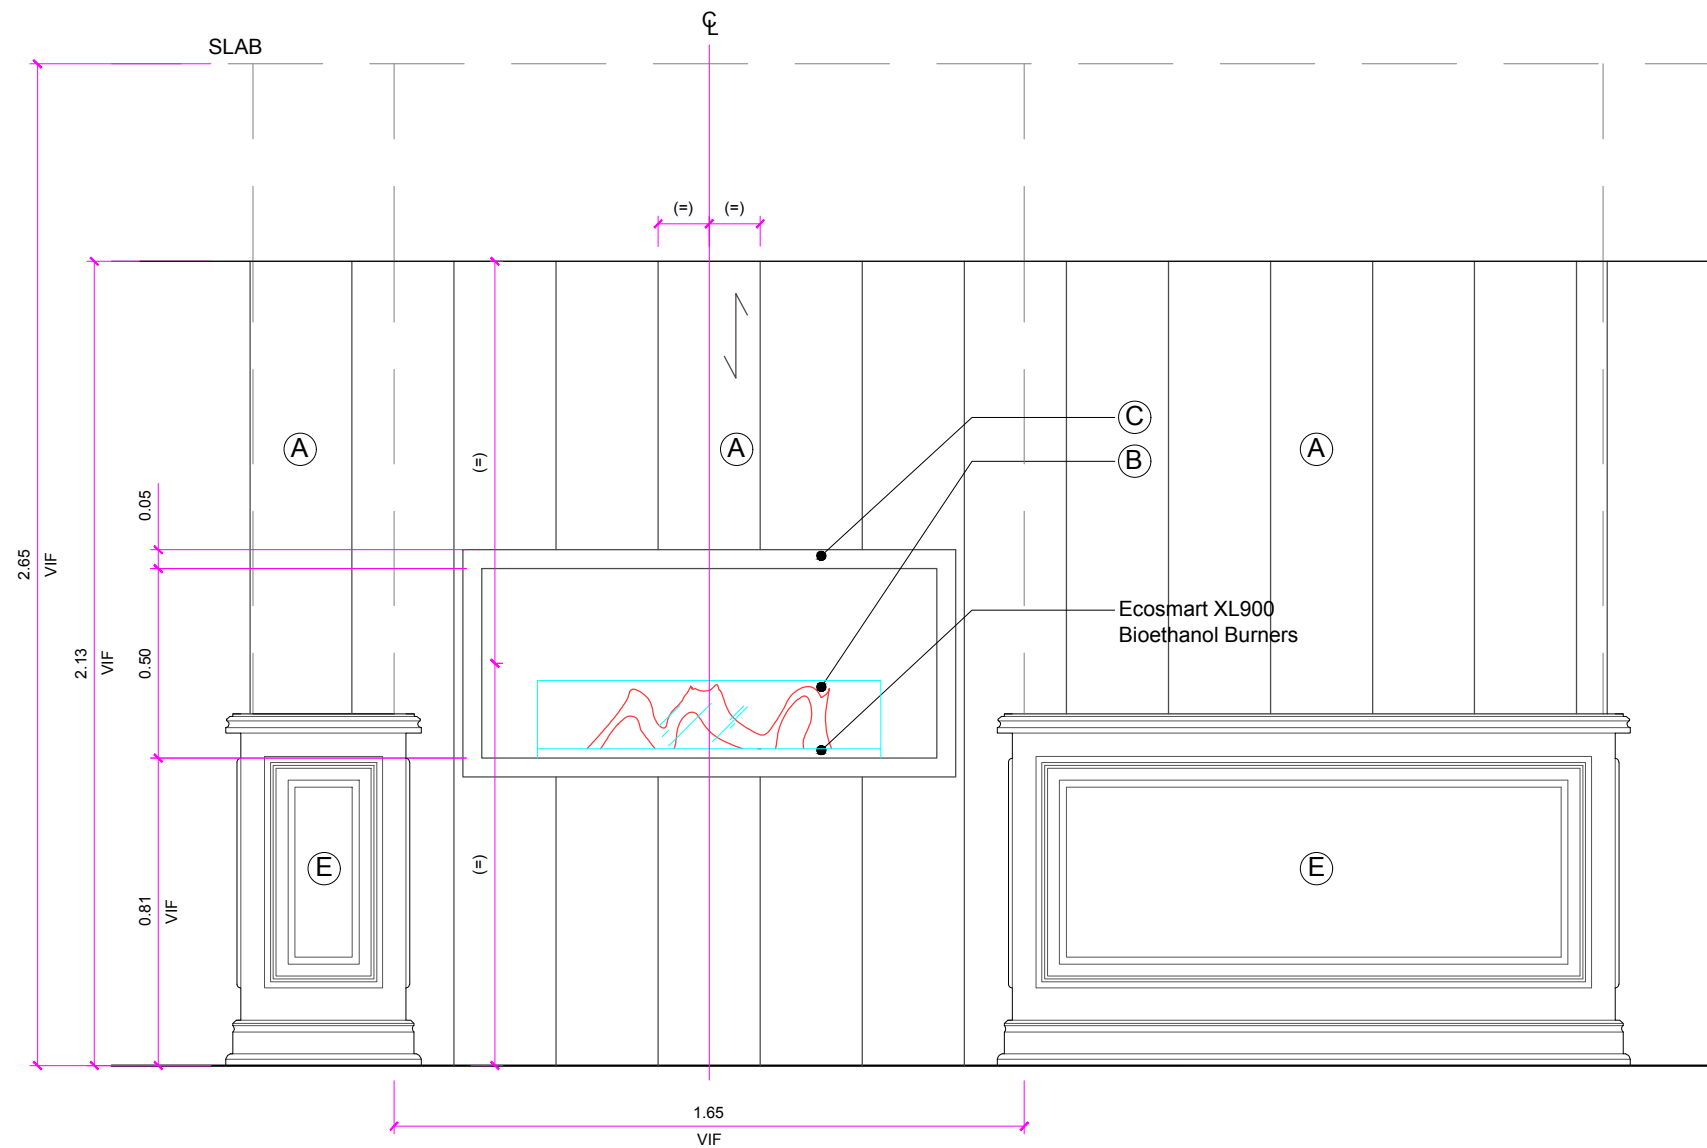 ℄
SLAB
(=) (=)
A
A
A
C
B
(=)
0.05
2.65
VIF
2.13
VIF
0.50
Ecosmart XL900
Bioethanol Burners
E
E
(=)
0.81
VIF
1.65
VIF